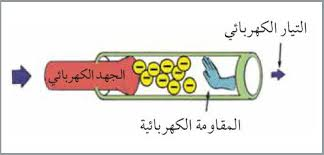 التيار الكهربائي
الجهد الكهربائي
المقاومة الكهربائية